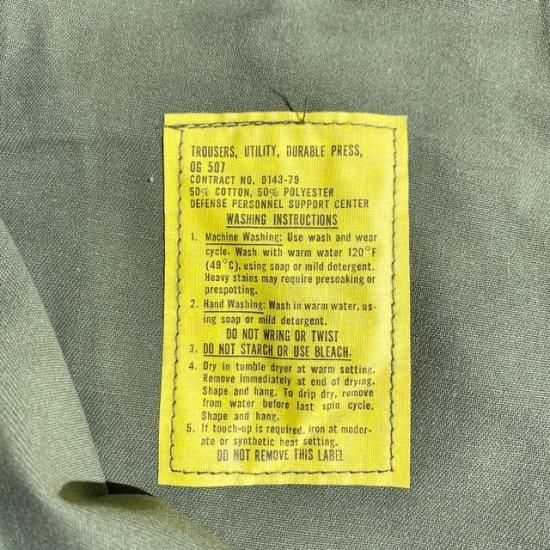 TROUSERS, UTILITY, DURABLE PRESS,
OG 507
CONTRACT NO. 9143-79
50% COTTON, 50% POLYESTER
DEFENSE PERSONNEL SUPPORT CENTER
WASHING INSTRUCTIONS
1. Machine Washing: Use wash and wear
cycle. Wash with warm water 120°F
(49°C), using soap or mild detergent.
Heavy stains may require presoaking or
prespotting.
2. Hand Washing: Wash in warm water, us-
ing soap or mild detergent.
DO NOT WRING OR TWIST
3. DO NOT STARCH OR USE BLEACH.
4. Dry in tumble dryer at warm setting.
Remove immediately at end of drying.
Shape and hang. To drip dry, remove
from water before last spin cycle.
Shape and hang.
5. If touch-up is required, iron at moder-
ate or synthetic heat setting.
DO NOT REMOVE THIS LABEL